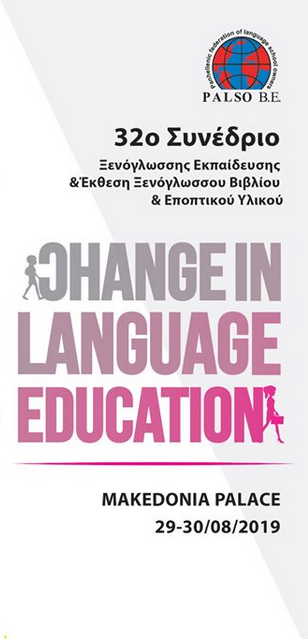 Panhellenic federation of language school owners
PALSO B.E.
32ο Συνέδριο
Ξενόγλωσσης Εκπαίδευσης
&Έκθεση Ξενόγλωσσου Βιβλίου
& Εποπτικού Υλικού
CHANGE IN
LANGUAGE
EDUCATION
MAKEDONIA PALACE
29-30/08/2019